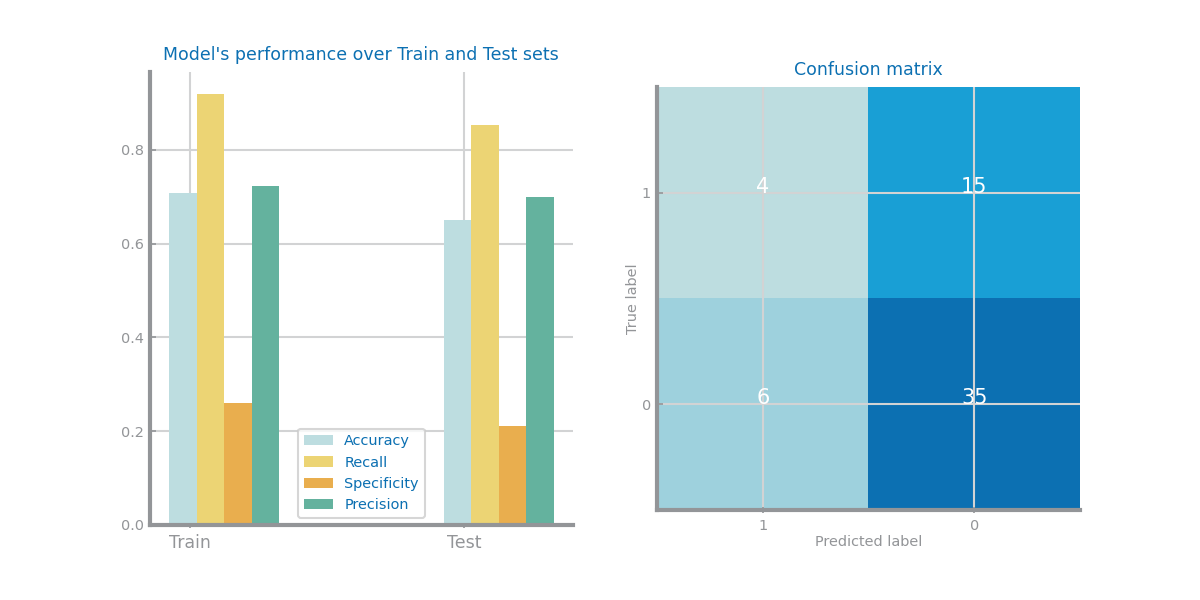 Model's performance over Train and Test sets
0.8
0.6
0.4
0.2
0.0
Train
Test
Accuracy
Recall
Specificity
Precision
Confusion matrix
True label
1
0
4
15
6
35
1
0
Predicted label